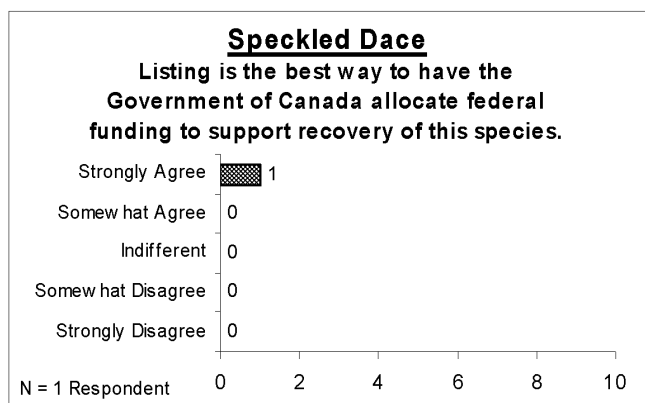 Speckled Dace
Listing is the best way to have the
Government of Canada allocate federal
funding to support recovery of this species.
Strongly Agree 1
Somew hat Agree 0
Indifferent 0
Somew hat Disagree 0
Strongly Disagree 0
0 2 4 6 8 10
N = 1 Respondent